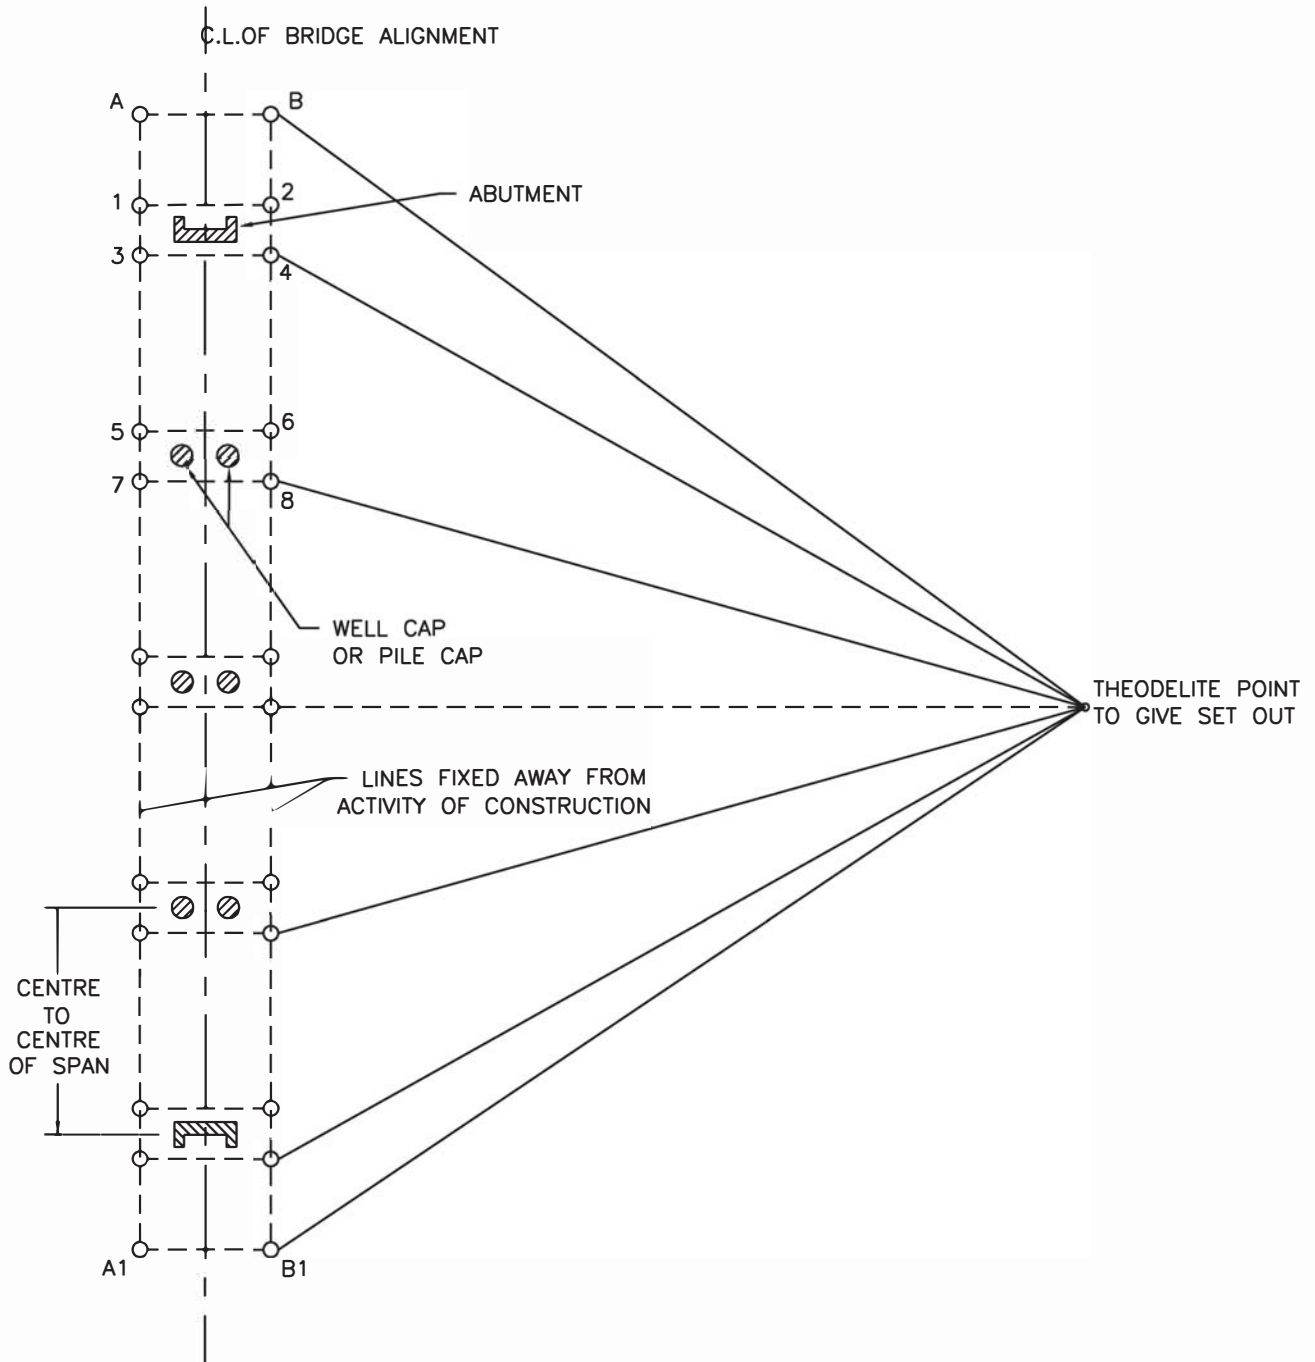 C.L.OF BRIDGE ALIGNMENT
A
B
1
2
ABUTMENT
3
4
5
6
7
8
WELL CAP
OR PILE CAP
THEODELITE POINT
TO GIVE SET OUT
LINES FIXED AWAY FROM
ACTIVITY OF CONSTRUCTION
CENTRE
TO
CENTRE
OF SPAN
A1
B1